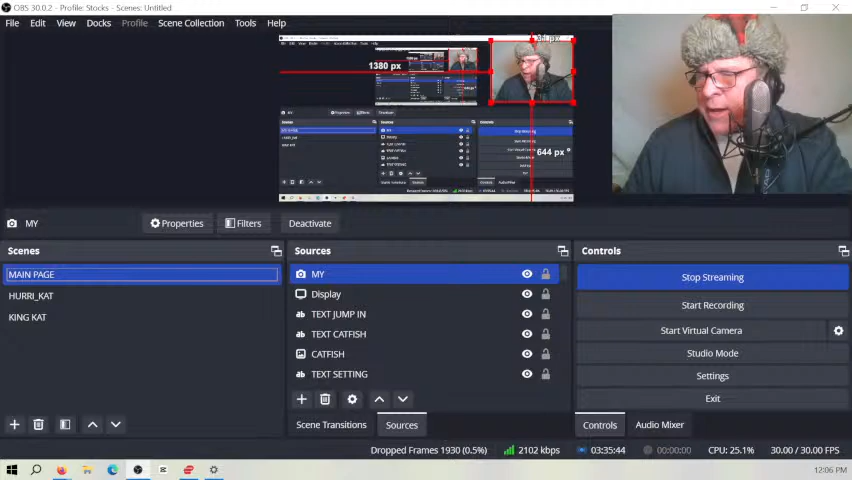 OBS 30.0.2 - Profile: Untitled - Scenes: Untitled
File Edit View Docks Profile Scene Collection Tools Help
1380 px
644 px
MY Properties Filters Deactivate
Scenes Sources Controls
MAIN PAGE
HURRI_KAT
KING KAT
MY
Display
TEXT JUMP IN
TEXT CATFISH
CATFISH
TEXT SETTING
Stop Streaming
Start Recording
Start Virtual Camera
Studio Mode
Settings
Exit
Scene Transitions Sources Controls Audio Mixer
Dropped Frames 1930 (0.5%) 2102 kbps 03:35:44 00:00:00 CPU: 25.1% 30.00 / 30.00 FPS
12:06 PM